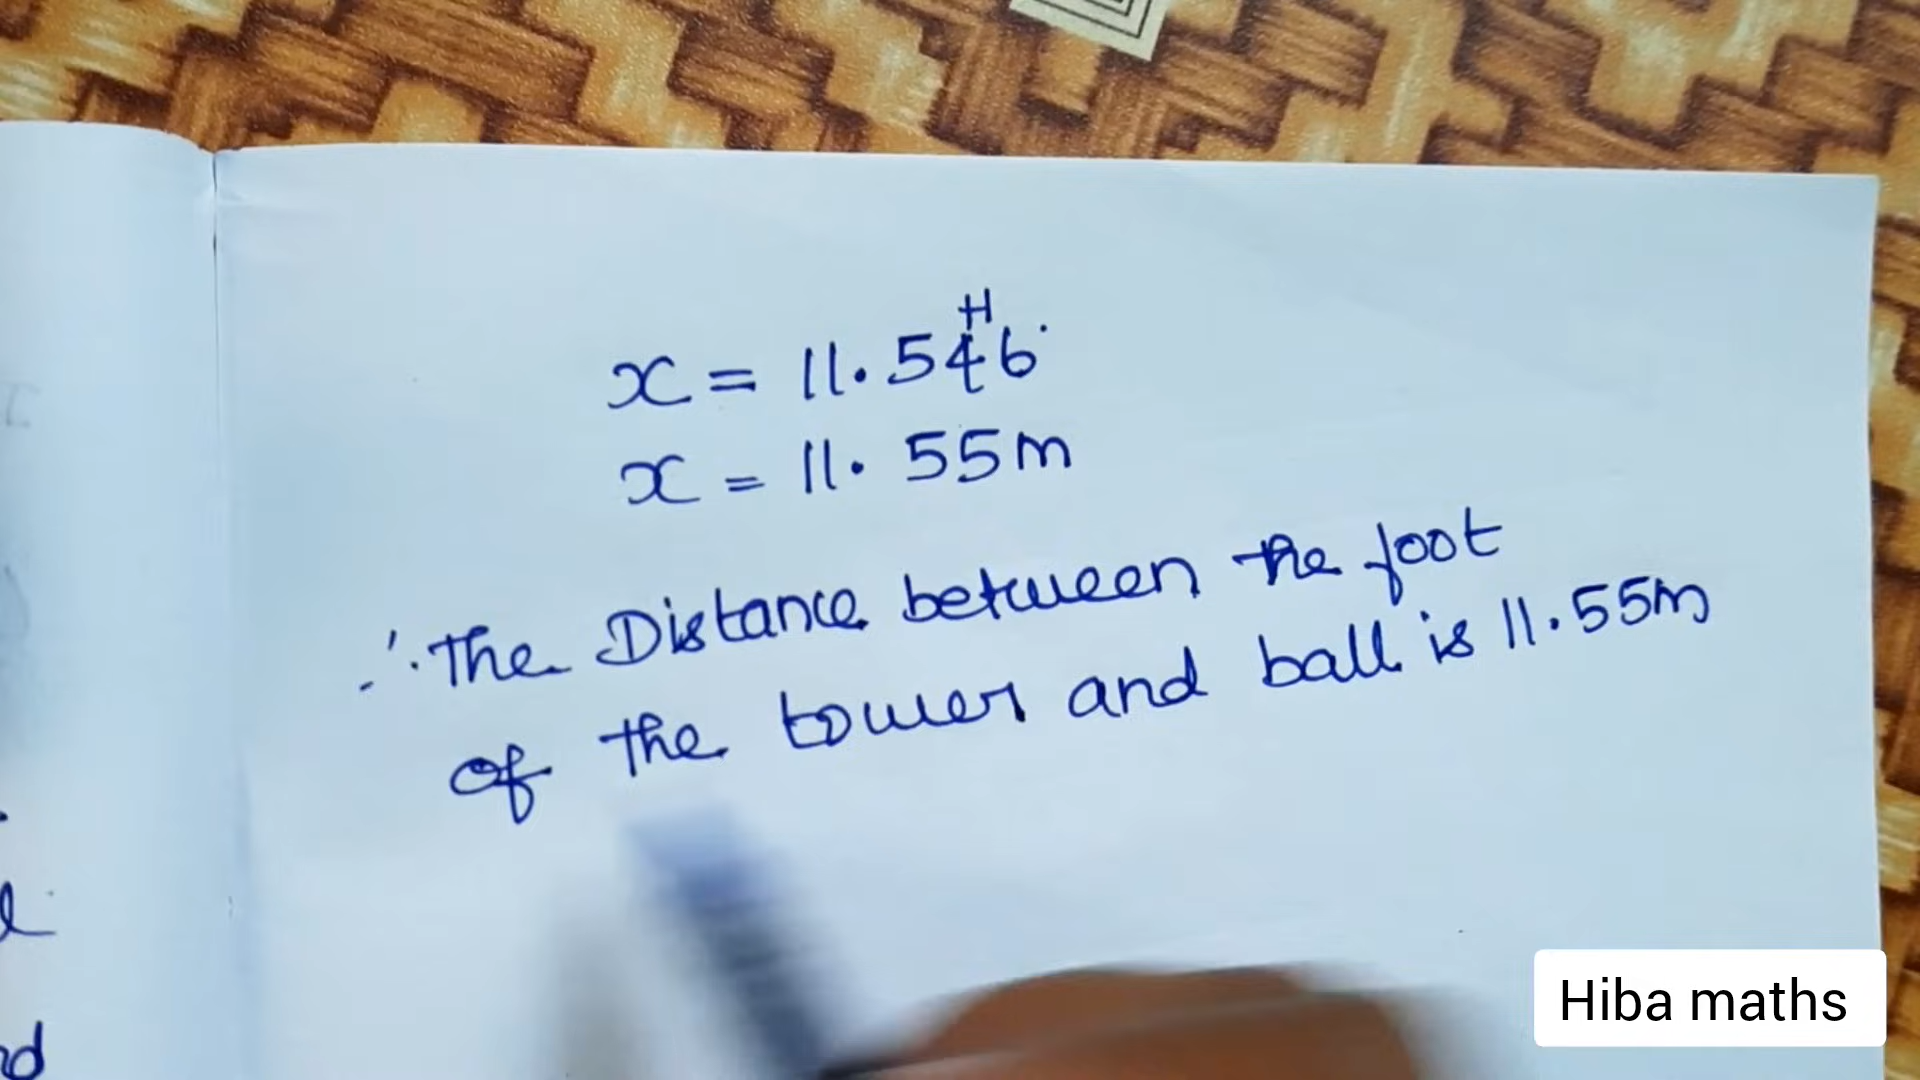 +1
x = 11.546
x = 11.55m
∴ The Distance between the foot
of the tower and ball is 11.55m
Hiba maths